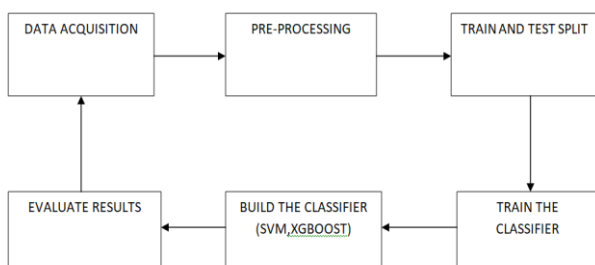 DATA ACQUISITION
PRE-PROCESSING
TRAIN AND TEST SPLIT
EVALUATE RESULTS
BUILD THE CLASSIFIER
(SVM,XGBOOST)
TRAIN THE
CLASSIFIER